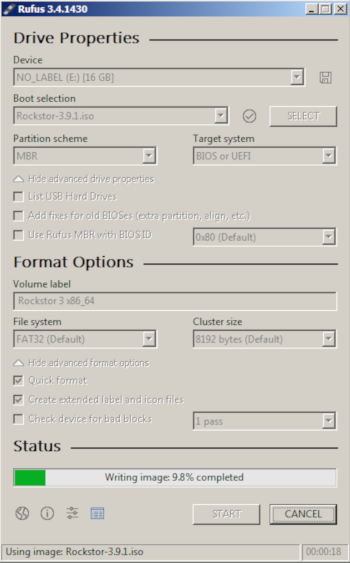 Rufus 3.4.1430
Drive Properties
Device
NO_LABEL (E:) [16 GB]
Boot selection
Rockstor-3.9.1.iso
SELECT
Partition scheme
Target system
MBR
BIOS or UEFI
Hide advanced drive properties
List USB Hard Drives
Add fixes for old BIOSes (extra partition, align, etc.)
Use Rufus MBR with BIOS ID
0x80 (Default)
Format Options
Volume label
Rockstor 3 x86_64
File system
Cluster size
FAT32 (Default)
8192 bytes (Default)
Hide advanced format options
Quick format
Create extended label and icon files
Check device for bad blocks
1 pass
Status
Writing image: 9.8% completed
START
CANCEL
Using image: Rockstor-3.9.1.iso
00:00:18